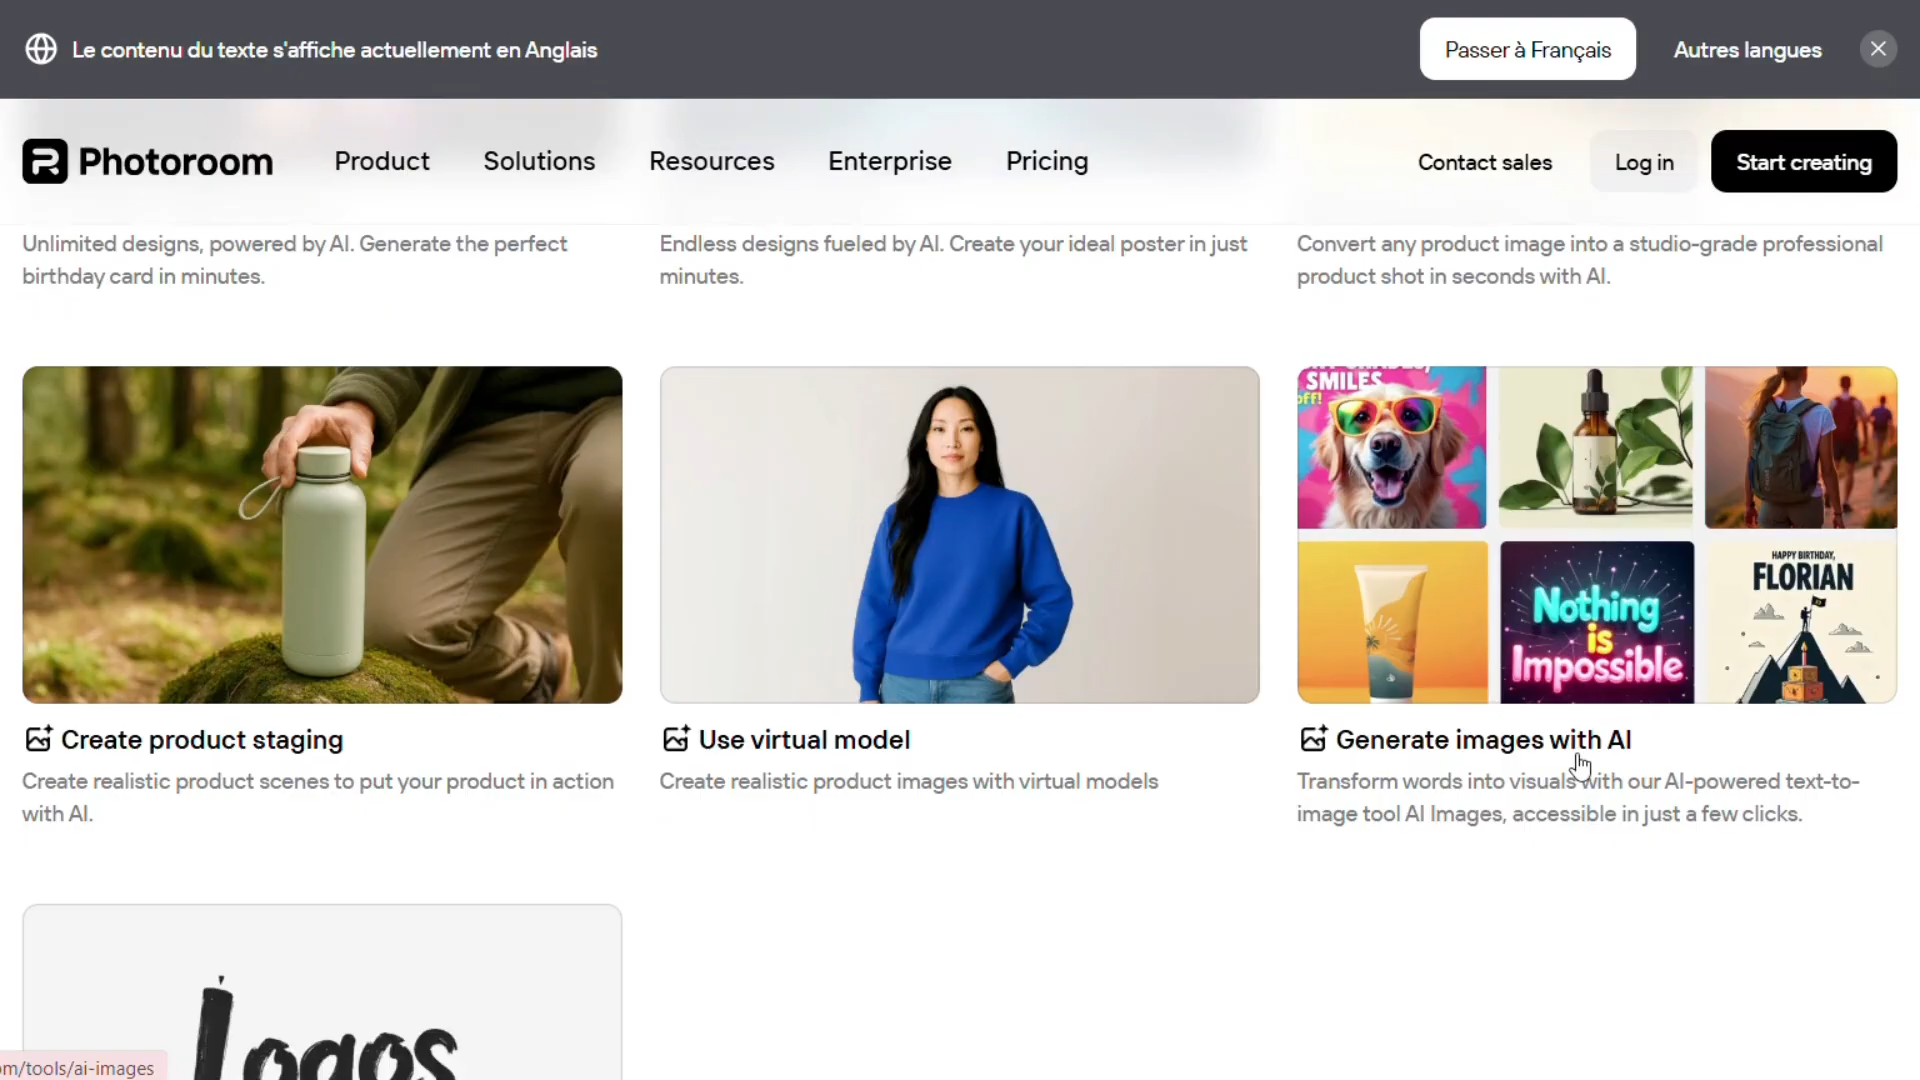 Le contenu du texte s'affiche actuellement en Anglais
Passer à Français
Autres langues
Photoroom
Product
Solutions
Resources
Enterprise
Pricing
Contact sales
Log in
Start creating
Unlimited designs, powered by AI. Generate the perfect
birthday card in minutes.
Endless designs fueled by AI. Create your ideal poster in just
minutes.
Convert any product image into a studio-grade professional
product shot in seconds with AI.
SMILES
off!
Nothing
is
Impossible
HAPPY BIRTHDAY,
FLORIAN
Create product staging
Create realistic product scenes to put your product in action
with AI.
Use virtual model
Create realistic product images with virtual models
Generate images with AI
Transform words into visuals with our AI-powered text-to-
image tool AI Images, accessible in just a few clicks.
Logos
om/tools/ai-images